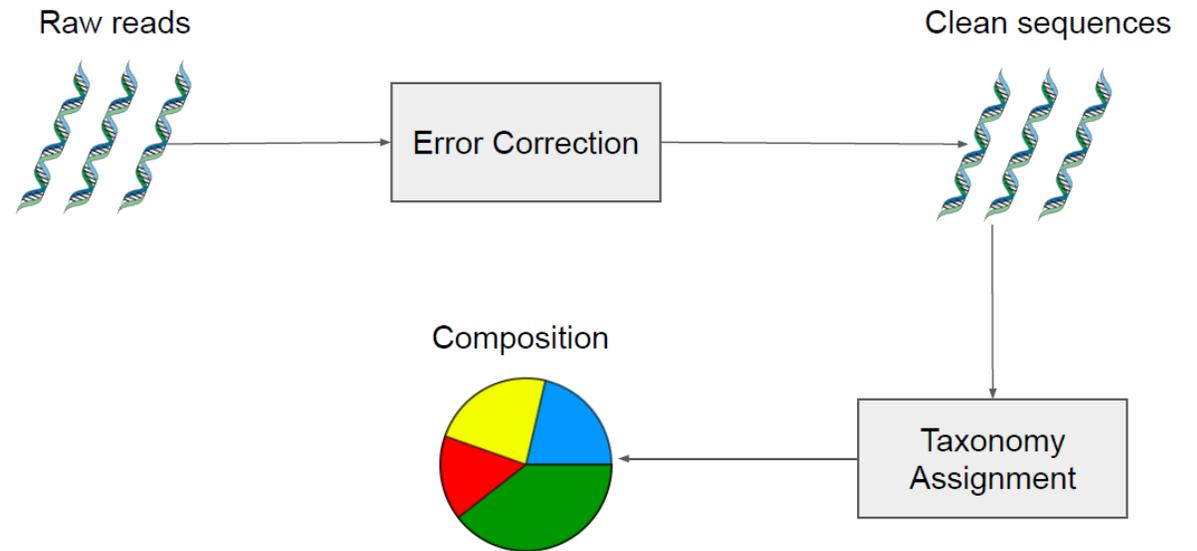 Raw reads
Clean sequences
Error Correction
Composition
Taxonomy
Assignment